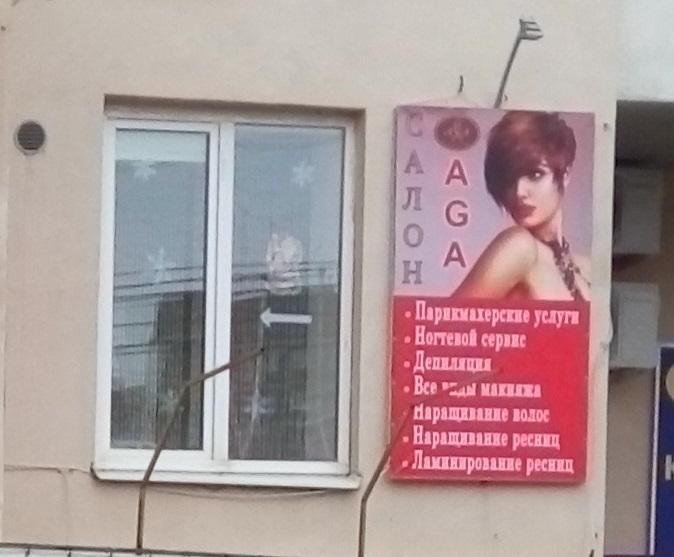 САЛОН
AGA
• Парикмахерские услуги
• Ногтевой сервис
• Депиляция
• Все виды макияжа
• Наращивание волос
• Наращивание ресниц
• Ламинирование ресниц